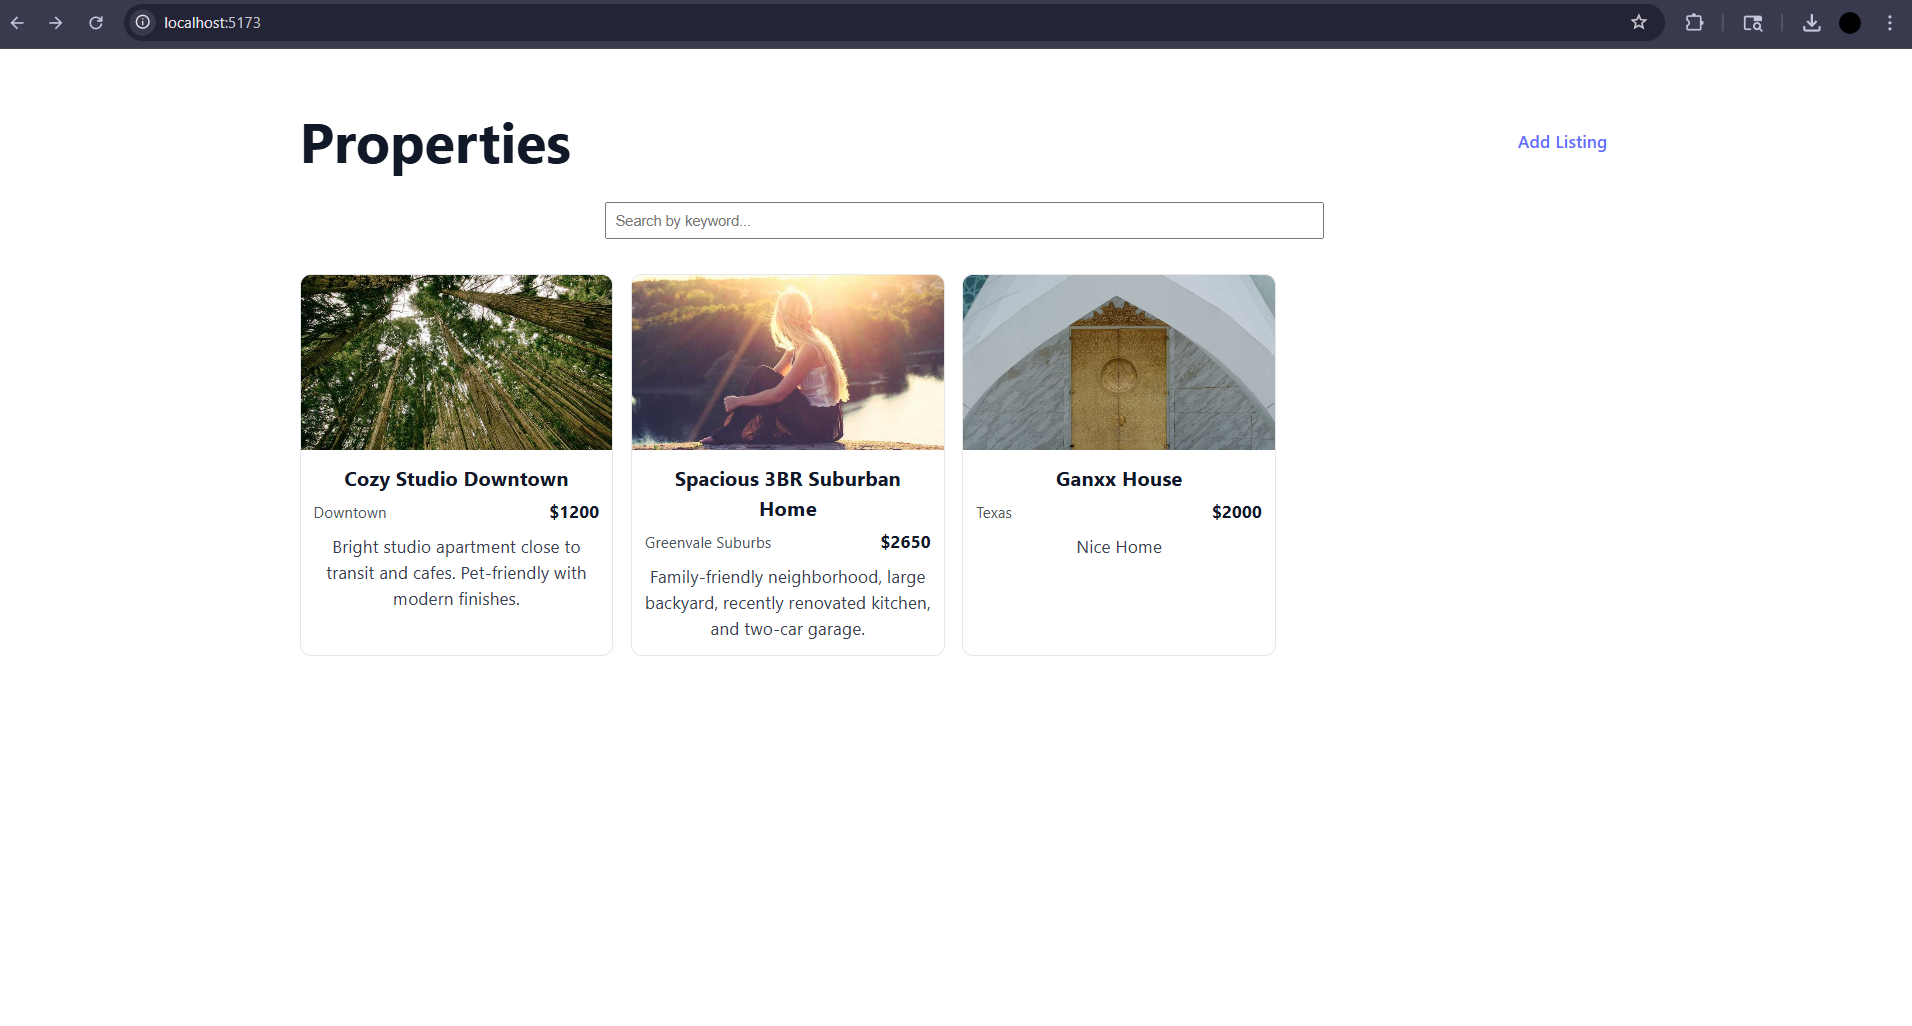 localhost:5173
Properties
Add Listing
Search by keyword...
Cozy Studio Downtown
Downtown $1200
Bright studio apartment close to
transit and cafes. Pet-friendly with
modern finishes.
Spacious 3BR Suburban
Home
Greenvale Suburbs $2650
Family-friendly neighborhood, large
backyard, recently renovated kitchen,
and two-car garage.
Ganxx House
Texas $2000
Nice Home